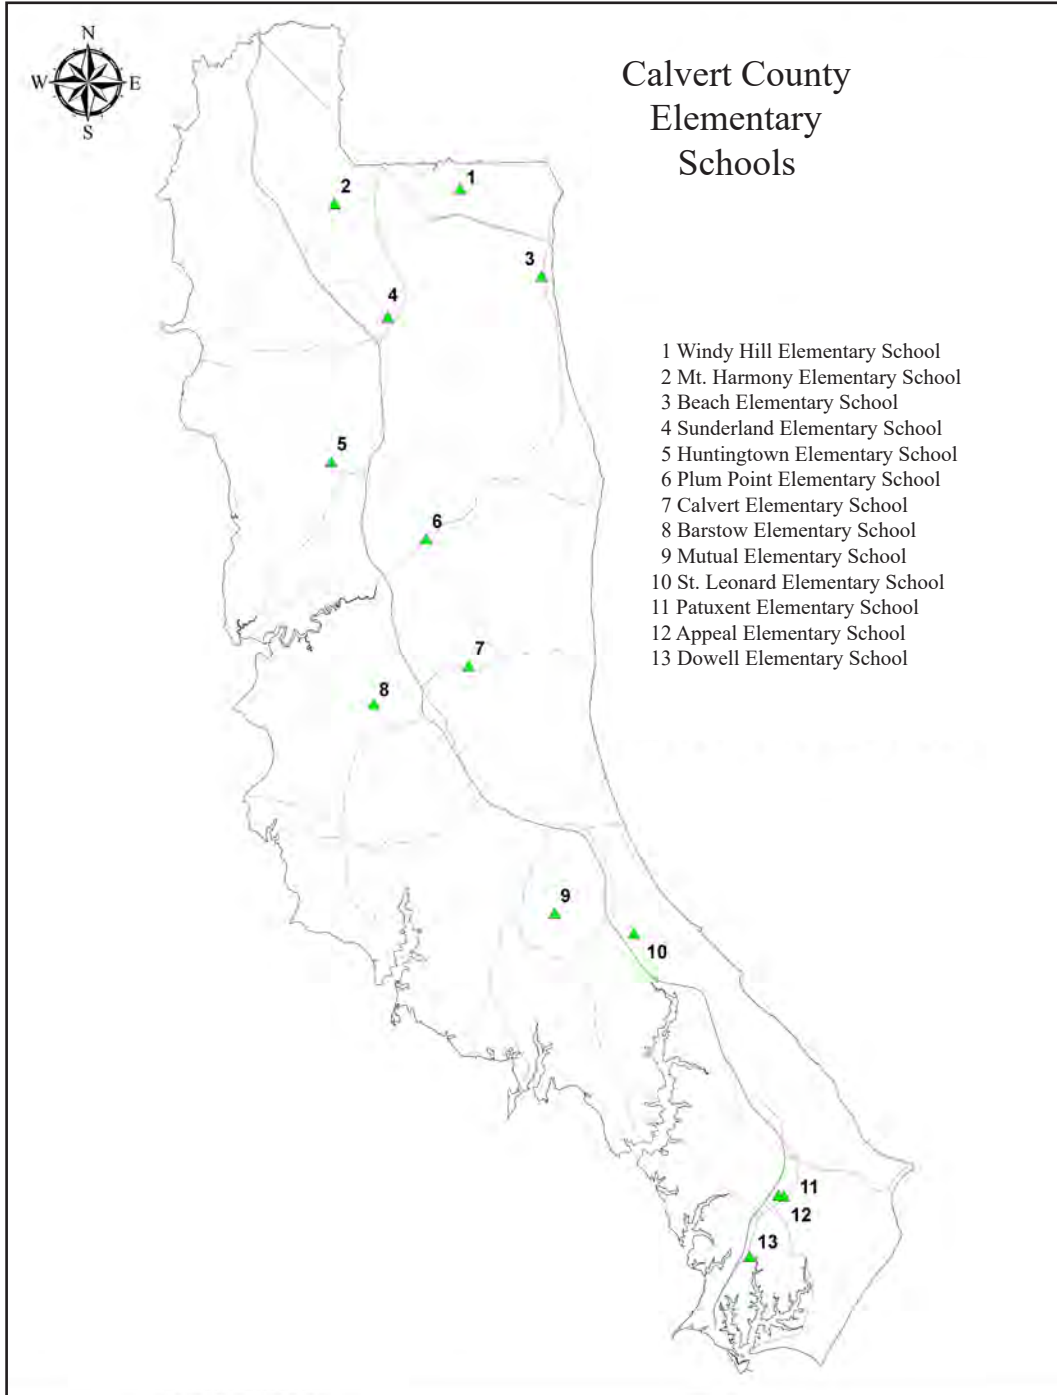 N
W E
S
Calvert County
Elementary
Schools
1
2
3
4
5
6
7
8
9
10
11
12
13
1 Windy Hill Elementary School
2 Mt. Harmony Elementary School
3 Beach Elementary School
4 Sunderland Elementary School
5 Huntingtown Elementary School
6 Plum Point Elementary School
7 Calvert Elementary School
8 Barstow Elementary School
9 Mutual Elementary School
10 St. Leonard Elementary School
11 Patuxent Elementary School
12 Appeal Elementary School
13 Dowell Elementary School